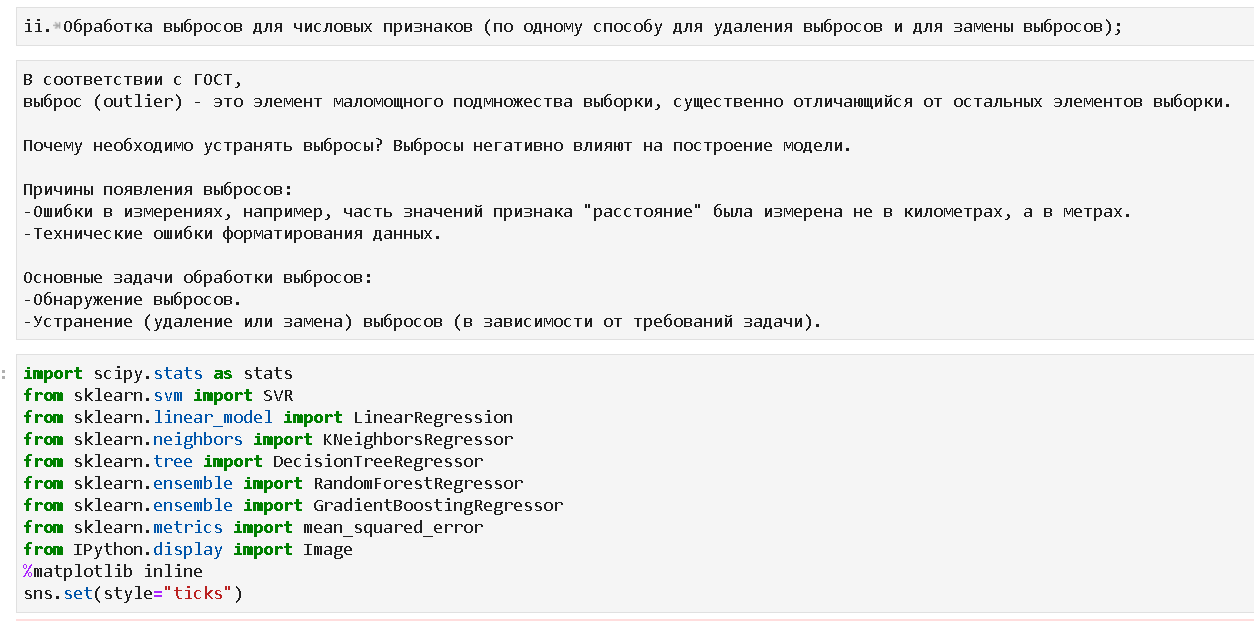 ii. Обработка выбросов для числовых признаков (по одному способу для удаления выбросов и для замены выбросов);
В соответствии с ГОСТ,
выброс (outlier) - это элемент маломощного подмножества выборки, существенно отличающийся от остальных элементов выборки.
Почему необходимо устранять выбросы? Выбросы негативно влияют на построение модели.
Причины появления выбросов:
-Ошибки в измерениях, например, часть значений признака "расстояние" была измерена не в километрах, а в метрах.
-Технические ошибки форматирования данных.
Основные задачи обработки выбросов:
-Обнаружение выбросов.
-Устранение (удаление или замена) выбросов (в зависимости от требований задачи).
: import scipy.stats as stats
from sklearn.svm import SVR
from sklearn.linear_model import LinearRegression
from sklearn.neighbors import KNeighborsRegressor
from sklearn.tree import DecisionTreeRegressor
from sklearn.ensemble import RandomForestRegressor
from sklearn.ensemble import GradientBoostingRegressor
from sklearn.metrics import mean_squared_error
from IPython.display import Image
%matplotlib inline
sns.set(style="ticks")